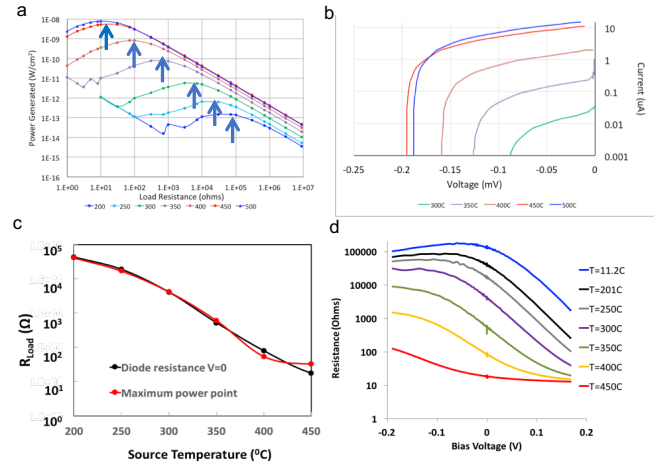 a
Power Generated (W/cm²)
1E-08
1E-09
1E-10
1E-11
1E-12
1E-13
1E-14
1E-15
1E-16
1.E+00 1.E+01 1.E+02 1.E+03 1.E+04 1.E+05 1.E+06 1.E+07
Load Resistance (ohms)
200 250 300 350 400 450 500
b
10
1
0.1
0.01
0.001
Current (uA)
-0.25 -0.2 -0.15 -0.1 -0.05 0
Voltage (mV)
300C 350C 400C 450C 500C
c
R_Load (Ω)
10⁵
10⁴
10³
10²
10¹
10⁰
Diode resistance V=0
Maximum power point
200 250 300 350 400 450
Source Temperature (⁰C)
d
Resistance (Ohms)
100000
10000
1000
100
10
1
-0.2 -0.1 0 0.1 0.2
Bias Voltage (V)
T=11.2C
T=201C
T=250C
T=300C
T=350C
T=400C
T=450C